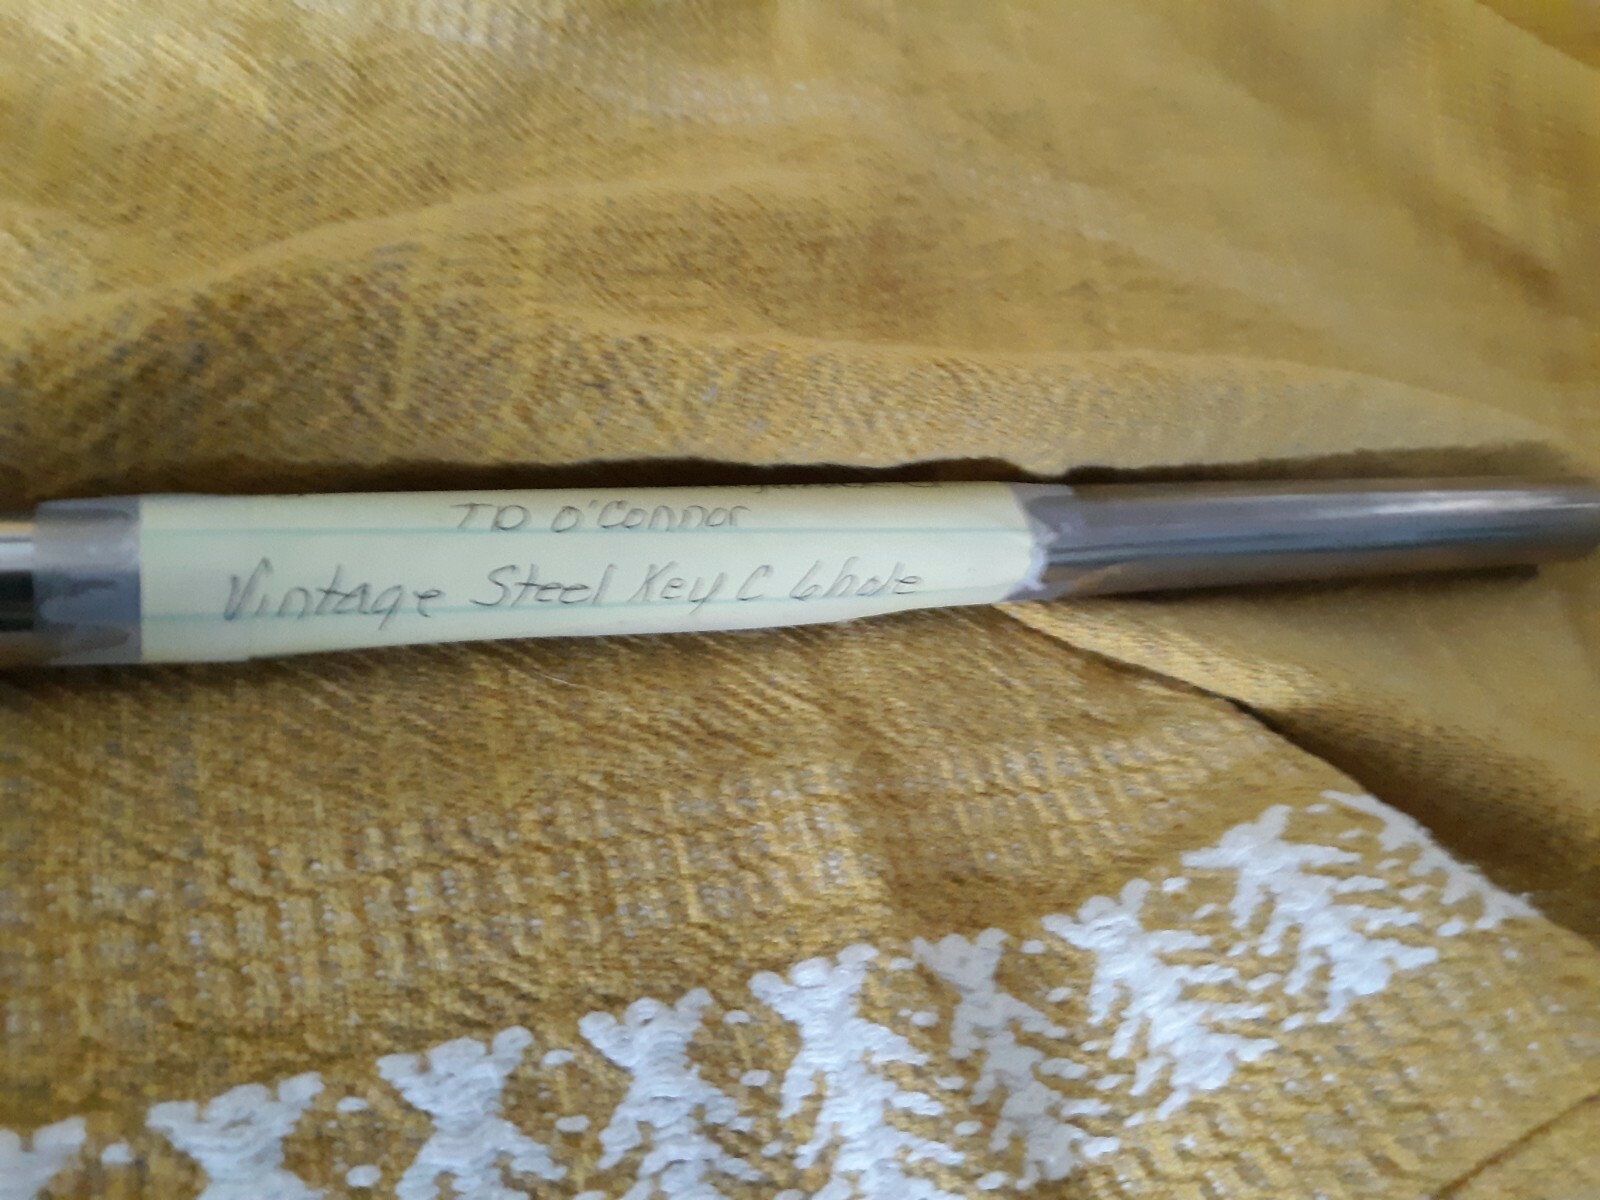 TD O'Connor
Vintage Steel Key C 6hole